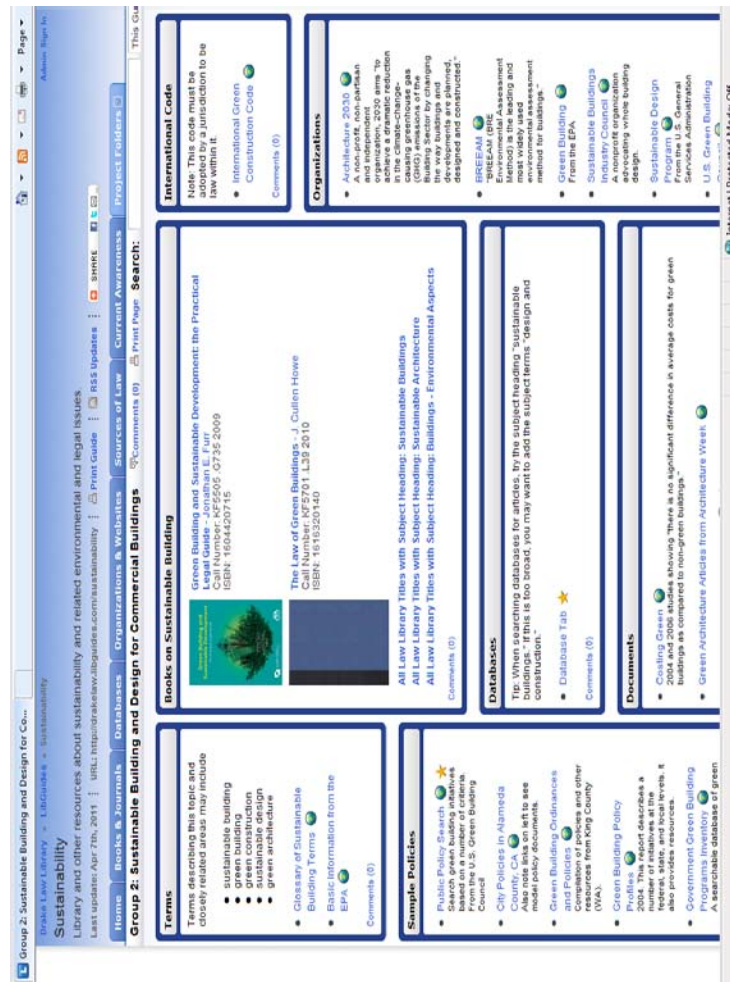 Group 2: Sustainable Building and Design for Co...
Page
Drake Law Library » LibGuides » Sustainability
Admin Sign In
Sustainability
Library and other resources about sustainability and related environmental and legal issues.
Last update: Apr 7th, 2011 URL: http://drakelaw.libguides.com/sustainability Print Guide RSS Updates SHARE
Home Books & Journals Databases Organizations & Websites Sources of Law Current Awareness Project Folders
Group 2: Sustainable Building and Design for Commercial Buildings Comments (0) Print Page Search: This Gui
Terms
Terms describing this topic and
closely related areas may include
• sustainable building
• green building
• green construction
• sustainable design
• green architecture
• Glossary of Sustainable
Building Terms
• Basic Information from the
EPA
Comments (0)
Sample Policies
• Public Policy Search
Search green building initiatives
based on a number of criteria.
From the U.S. Green Building
Council
• City Policies in Alameda
County, CA
Also note links on left to see
model policy documents.
• Green Building Ordinances
and Policies
Compilation of policies and other
resources from King County
(WA).
• Green Building Policy
Profiles
2004. This report describes a
number of initiatives at the
federal, state, and local levels. It
also provides resources.
• Government Green Building
Programs Inventory
A searchable database of green
Books on Sustainable Building
Green Building and
Sustainable Development
Green Building and Sustainable Development: the Practical
Legal Guide - Jonathan E. Furr
Call Number: KF5505 .G735 2009
ISBN: 1604420715
The Law of Green Buildings - J. Cullen Howe
Call Number: KF5701 .L39 2010
ISBN: 1616320140
All Law Library Titles with Subject Heading: Sustainable Buildings
All Law Library Titles with Subject Heading: Sustainable Architecture
All Law Library Titles with Subject Heading: Buildings - Environmental Aspects
Comments (0)
Databases
Tip: When searching databases for articles, try the subject heading "sustainable
buildings." If this is too broad, you may want to add the subject terms "design and
construction."
• Database Tab
Comments (0)
Documents
• Costing Green
2004 and 2006 studies showing "there is no significant difference in average costs for green
buildings as compared to non-green buildings."
• Green Architecture Articles from Architecture Week
International Code
Note: This code must be
adopted by a jurisdiction to be
law within it.
• International Green
Construction Code
Comments (0)
Organizations
• Architecture 2030
A non-profit, non-partisan
and independent
organization, 2030 aims "to
achieve a dramatic reduction
in the climate-change-
causing greenhouse gas
(GHG) emissions of the
Building Sector by changing
the way buildings and
developments are planned,
designed and constructed."
• BREEAM
"BREEAM (BRE
Environmental Assessment
Method) is the leading and
most widely used
environmental assessment
method for buildings."
• Green Building
From the EPA
• Sustainable Buildings
Industry Council
A nonprofit organization
advocating whole building
design.
• Sustainable Design
Program
From the U.S. General
Services Administration
• U.S. Green Building
Council
Internet | Protected Mode: Off